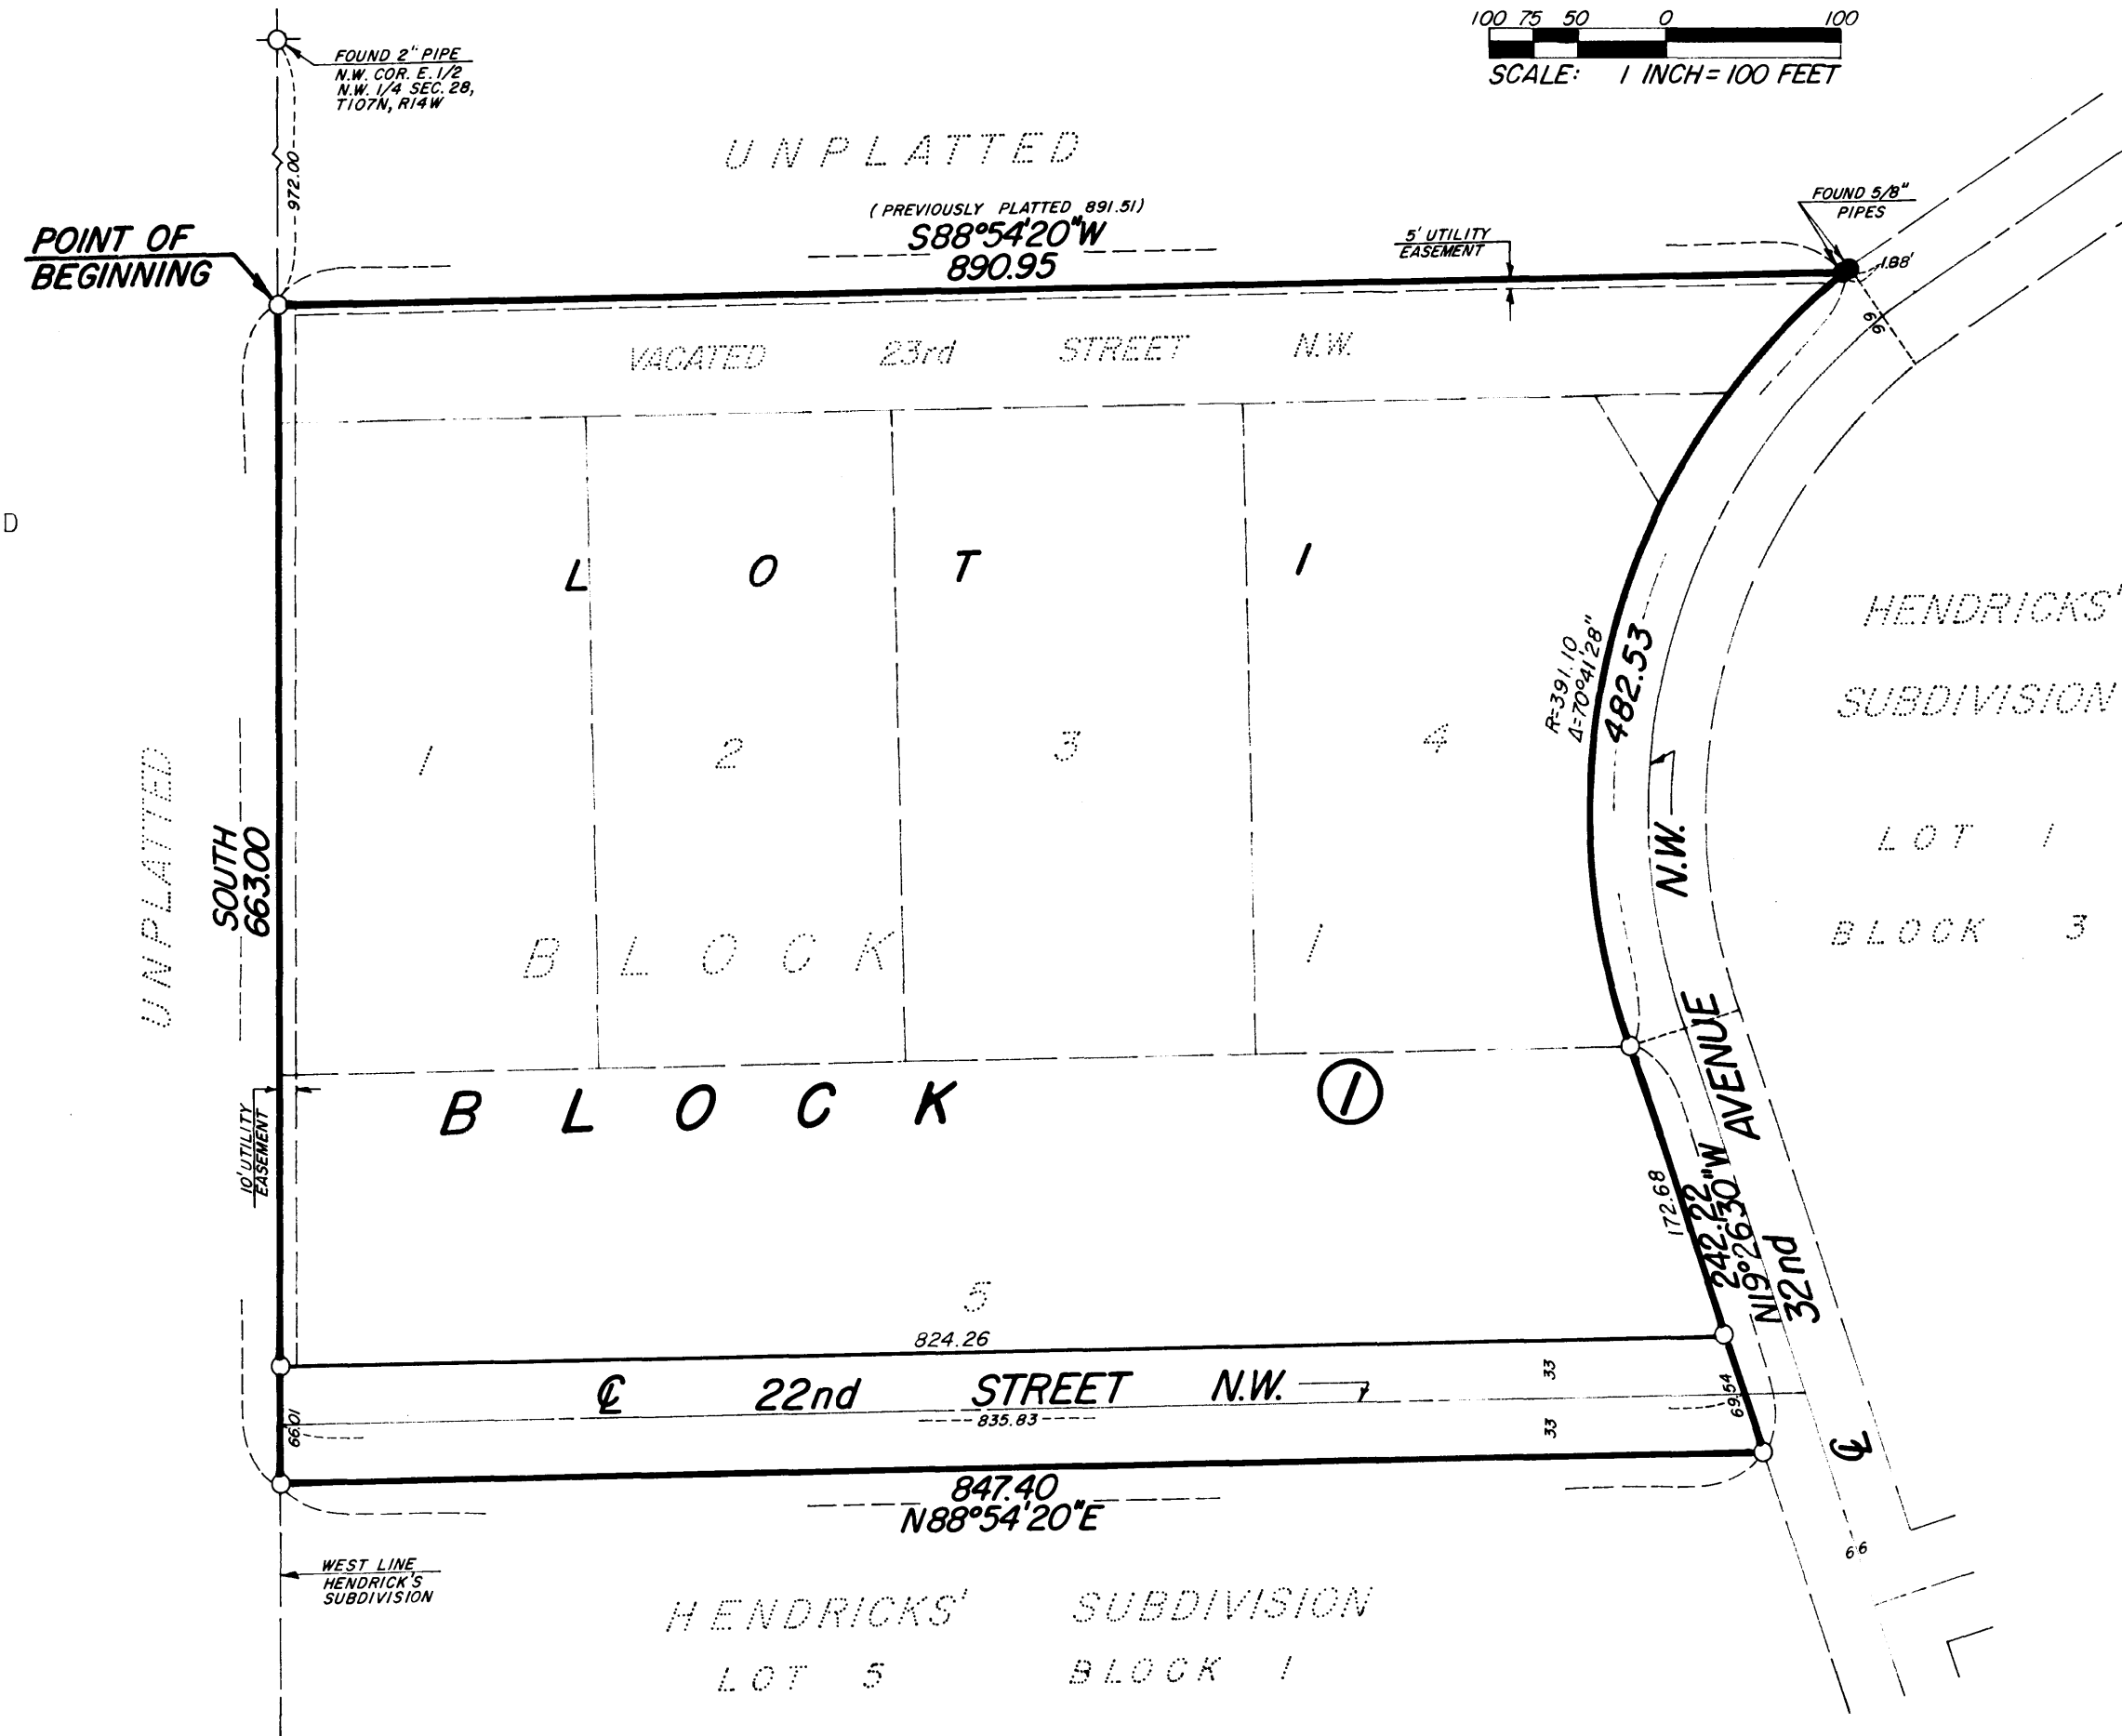 100 75 50 0 100
SCALE: 1 INCH = 100 FEET
FOUND 2" PIPE
N.W. COR. E. 1/2
N.W. 1/4 SEC. 28,
T107N, R14W
972.00
UNPLATTED
(PREVIOUSLY PLATTED 891.51)
S88°54'20"W
890.95
5' UTILITY
EASEMENT
FOUND 5/8"
PIPES
1.88'
66
POINT OF
BEGINNING
VACATED 23rd STREET N.W.
D
LOT 1
R=391.10
Δ=70°41'28"
482.53
HENDRICKS'
SUBDIVISION
LOT 1
BLOCK 3
1 2 3 4
UNPLATTED
SOUTH
663.00
BLOCK 1
BLOCK 1
10' UTILITY
EASEMENT
172.68
242.22
N19°26'30"W
32nd AVENUE N.W.
5
824.26
℄ 22nd STREET N.W.
835.83
33
33
66.01
69.54
℄
66
847.40
N88°54'20"E
WEST LINE
HENDRICK'S
SUBDIVISION
HENDRICKS' SUBDIVISION
LOT 5 BLOCK 1